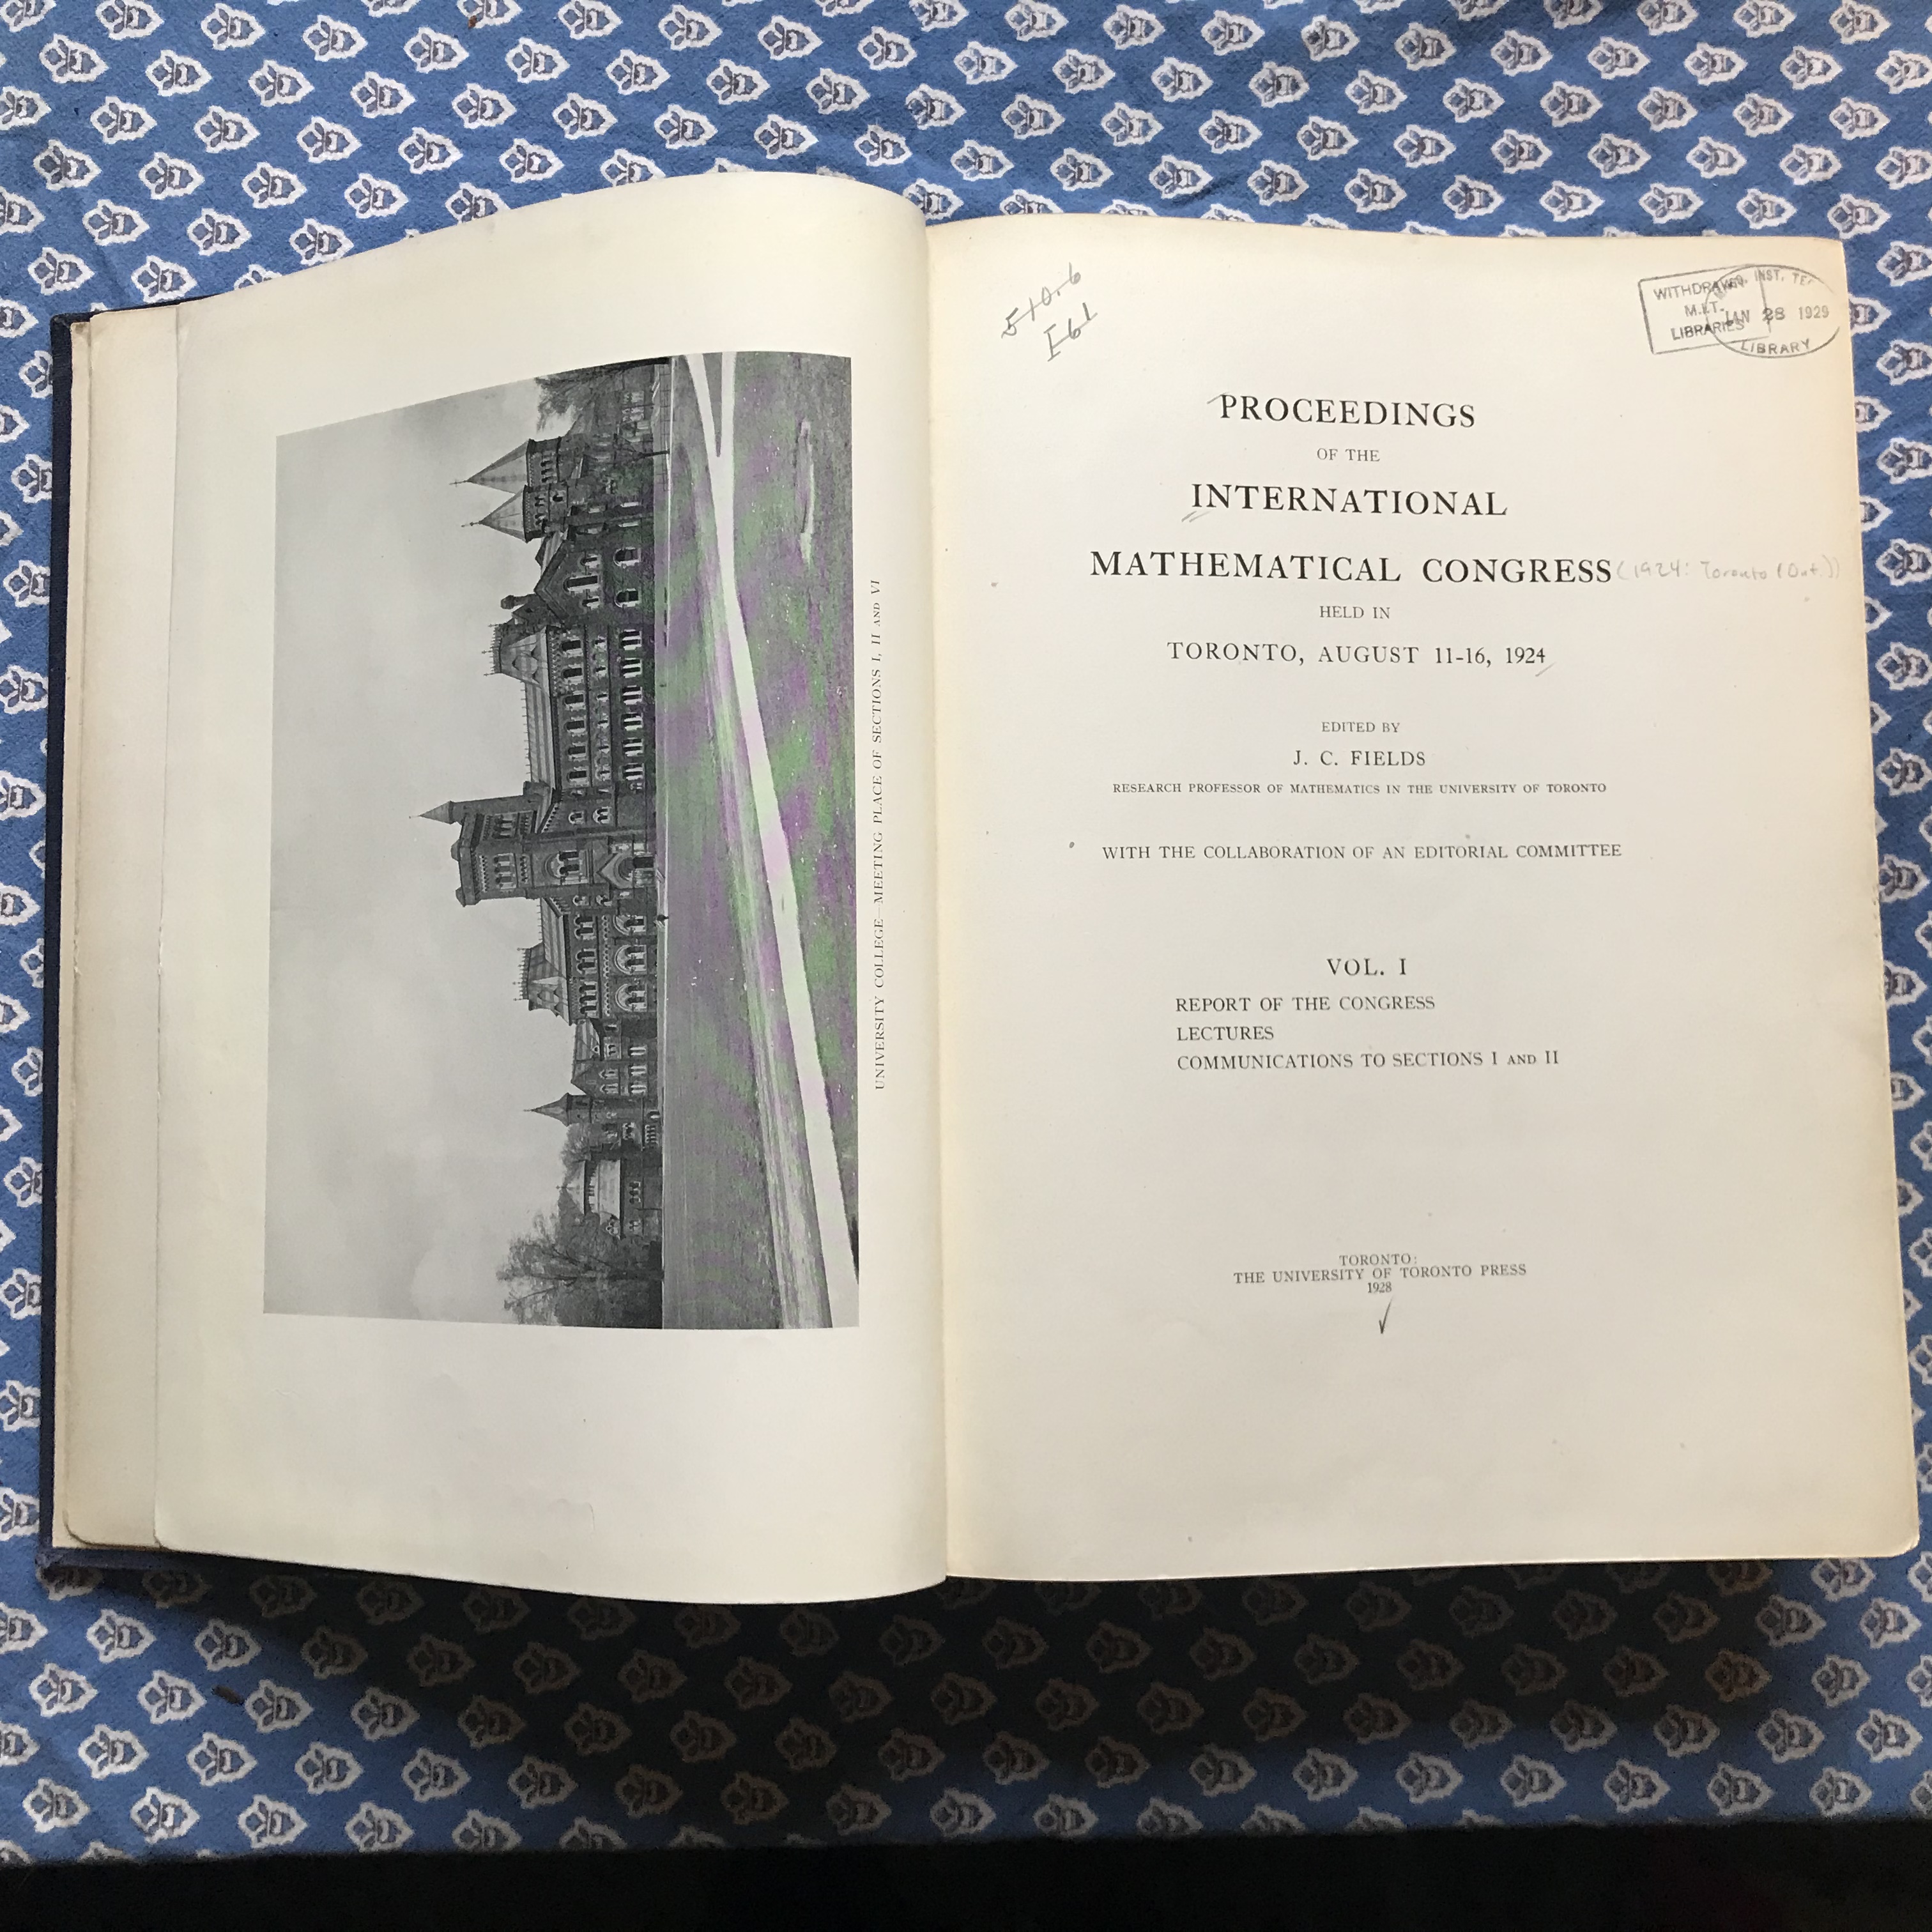 UNIVERSITY COLLEGE—MEETING PLACE OF SECTIONS I, II AND VI
510.6
I61
WITHDRAWN
M.I.T.
LIBRARIES
INST. TE
JAN 28 1929
LIBRARY
PROCEEDINGS
OF THE
INTERNATIONAL
MATHEMATICAL CONGRESS (1924: Toronto (Ont.))
HELD IN
TORONTO, AUGUST 11-16, 1924
EDITED BY
J. C. FIELDS
RESEARCH PROFESSOR OF MATHEMATICS IN THE UNIVERSITY OF TORONTO
WITH THE COLLABORATION OF AN EDITORIAL COMMITTEE
VOL. I
REPORT OF THE CONGRESS
LECTURES
COMMUNICATIONS TO SECTIONS I AND II
TORONTO:
THE UNIVERSITY OF TORONTO PRESS
1928